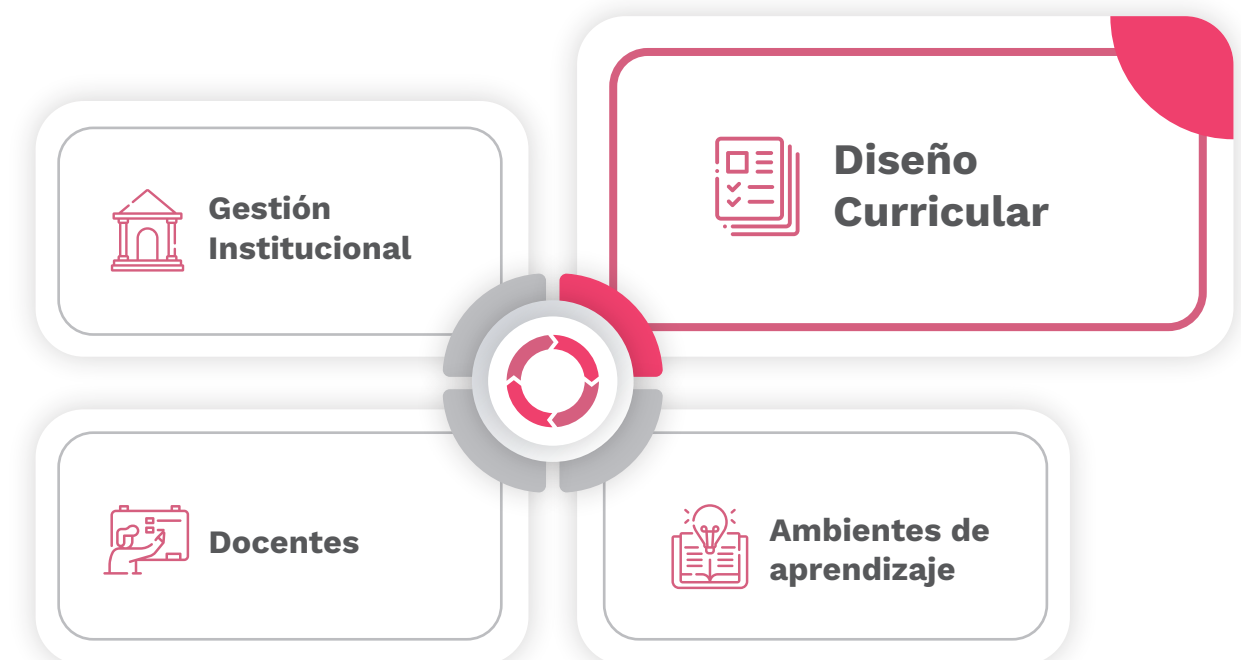 Gestión
Institucional
Diseño
Curricular
Docentes
Ambientes de
aprendizaje